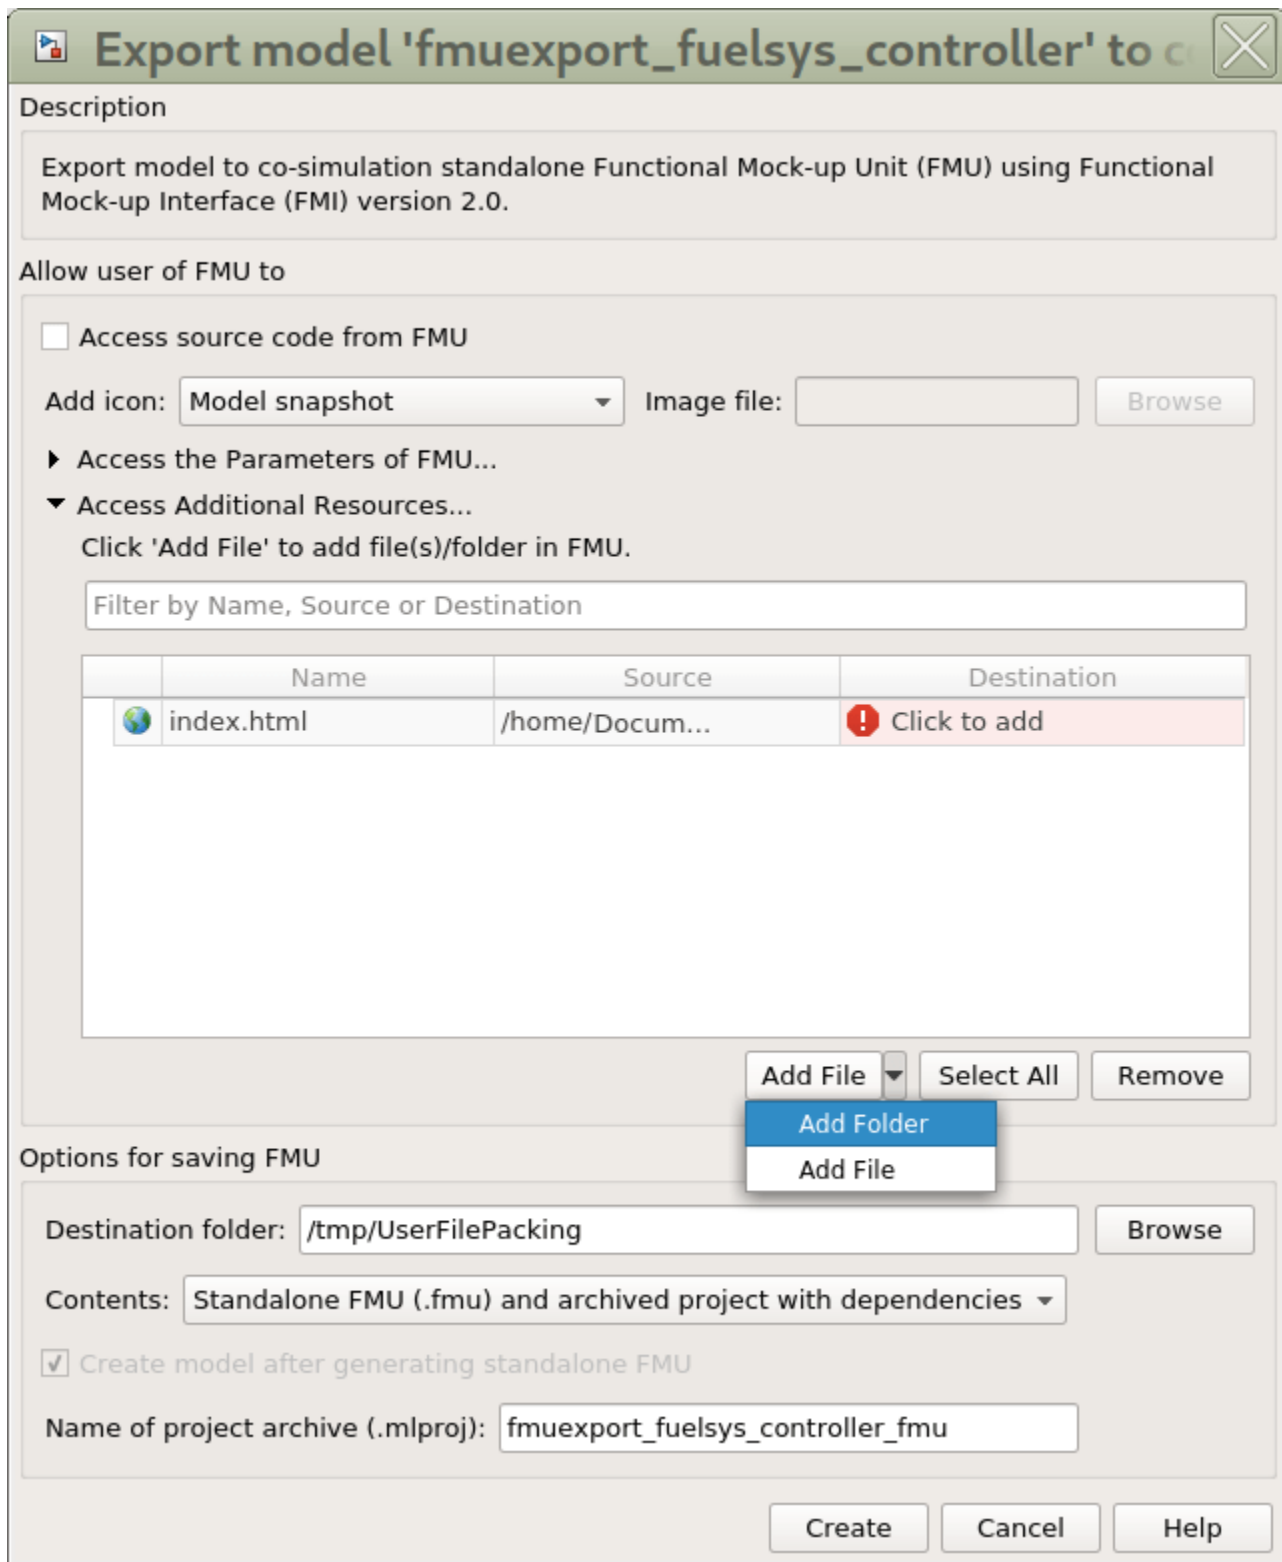 Export model 'fmuexport_fuelsys_controller' to c
Description
Export model to co-simulation standalone Functional Mock-up Unit (FMU) using Functional
Mock-up Interface (FMI) version 2.0.
Allow user of FMU to
Access source code from FMU
Add icon: Model snapshot Image file: Browse
Access the Parameters of FMU...
Access Additional Resources...
Click 'Add File' to add file(s)/folder in FMU.
Filter by Name, Source or Destination
Name Source Destination
index.html /home/Docum... Click to add
Add File Select All Remove
Add Folder
Add File
Options for saving FMU
Destination folder: /tmp/UserFilePacking Browse
Contents: Standalone FMU (.fmu) and archived project with dependencies
Create model after generating standalone FMU
Name of project archive (.mlproj): fmuexport_fuelsys_controller_fmu
Create Cancel Help